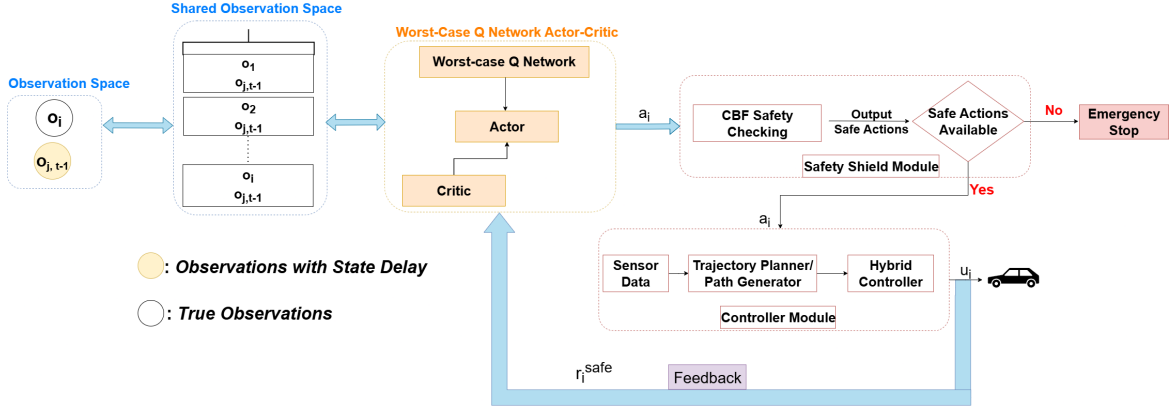 Shared Observation Space
Worst-Case Q Network Actor-Critic
Observation Space
o1
oj,t-1
o2
oj,t-1
oi
oj,t-1
oi
oj, t-1
Worst-case Q Network
Actor
Critic
ai
CBF Safety
Checking
Output
Safe Actions
Safe Actions
Available
No
Emergency
Stop
Safety Shield Module
Yes
ai
Sensor
Data
Trajectory Planner/
Path Generator
Hybrid
Controller
ui
Controller Module
: Observations with State Delay
: True Observations
risafe
Feedback